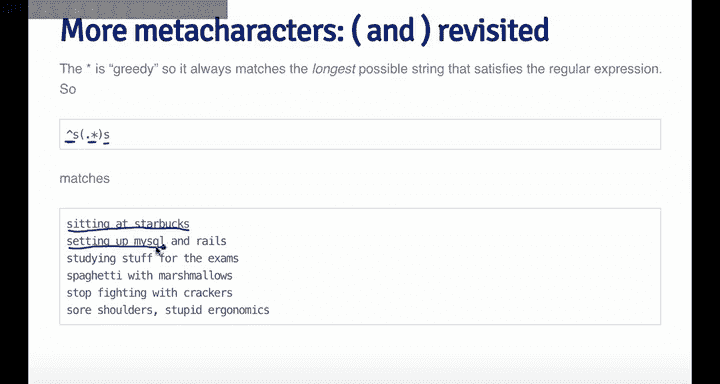 More metacharacters: ( and ) revisited
The * is “greedy” so it always matches the longest possible string that satisfies the regular expression.
So
^s(.*)s
matches
sitting at starbucks
setting up mysql and rails
studying stuff for the exams
spaghetti with marshmallows
stop fighting with crackers
sore shoulders, stupid ergonomics